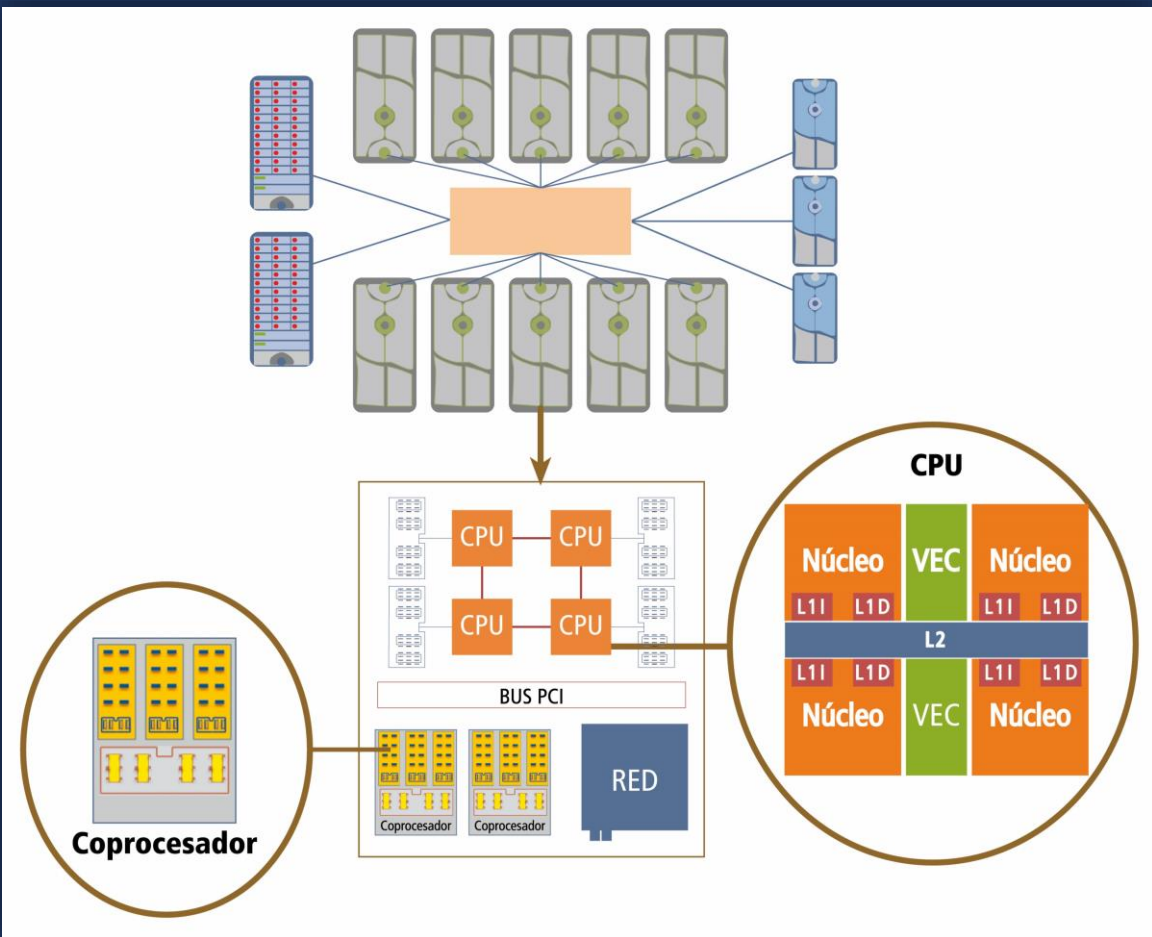 CPU
CPU
CPU
CPU
BUS PCI
Coprocesador
Coprocesador
RED
Coprocesador
CPU
Núcleo
VEC
Núcleo
L1I
L1D
L1I
L1D
L2
L1I
L1D
L1I
L1D
Núcleo
VEC
Núcleo